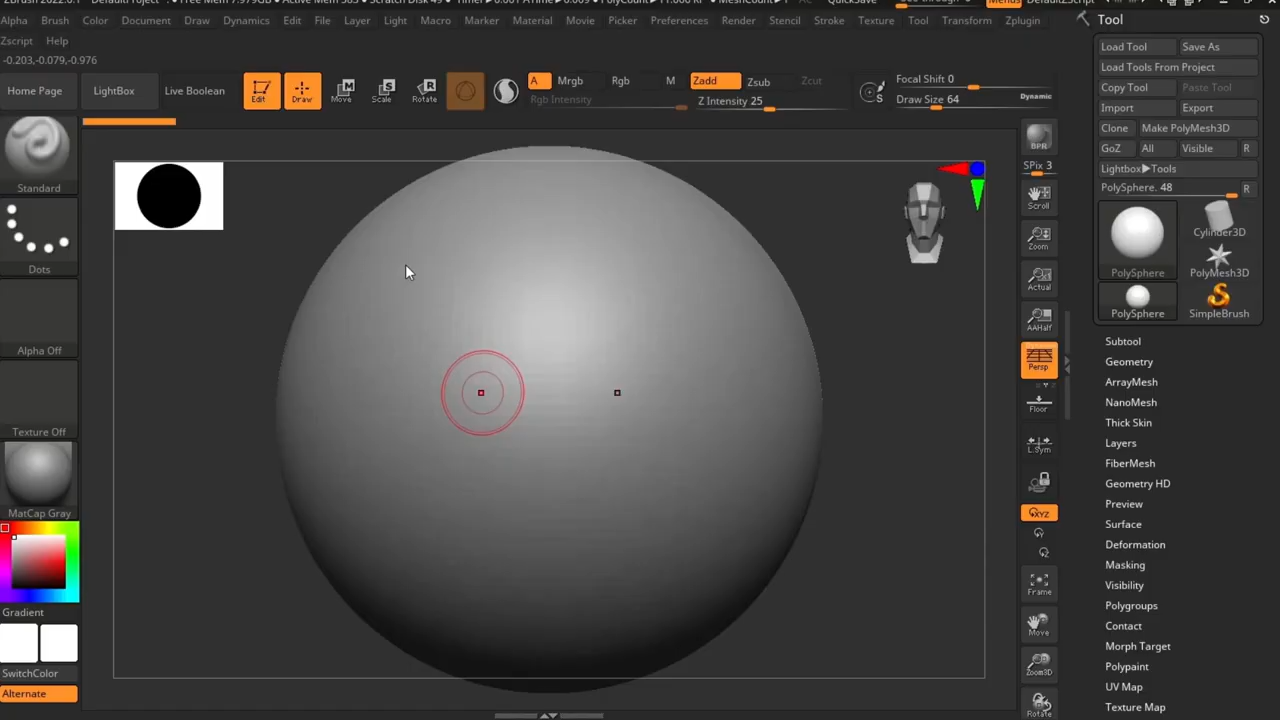 Alpha Brush Color Document Draw Dynamics Edit File Layer Light Macro Marker Material Movie Picker Preferences Render Stencil Stroke Texture Tool Transform Zplugin
Zscript Help
-0.203,-0.079,-0.976
Home Page LightBox Live Boolean
Edit Draw Move Scale Rotate
A Mrgb Rgb M Zadd Zsub Zcut
Rgb Intensity Z Intensity 25
S
Focal Shift 0
Draw Size 64 Dynamic
Standard
Dots
Alpha Off
Texture Off
MatCap Gray
Gradient
SwitchColor
Alternate
BPR
SPix 3
Scroll
Zoom
Actual
AAHalf
Persp
Floor
L.Sym
XYZ
Y
Z
Frame
Move
Zoom3D
Rotate
Tool
Load Tool Save As
Load Tools From Project
Copy Tool Paste Tool
Import Export
Clone Make PolyMesh3D
GoZ All Visible R
Lightbox▶Tools
PolySphere. 48 R
PolySphere Cylinder3D
PolyMesh3D
PolySphere SimpleBrush
Subtool
Geometry
ArrayMesh
NanoMesh
Thick Skin
Layers
FiberMesh
Geometry HD
Preview
Surface
Deformation
Masking
Visibility
Polygroups
Contact
Morph Target
Polypaint
UV Map
Texture Map